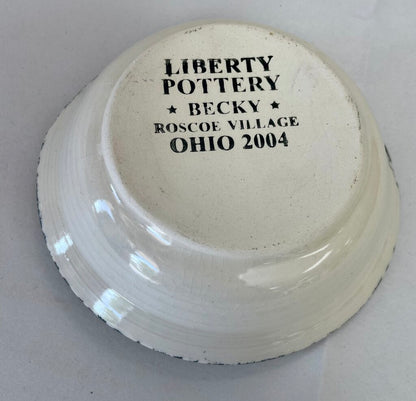 LIBERTY
POTTERY
★ BECKY ★
ROSCOE VILLAGE
OHIO 2004